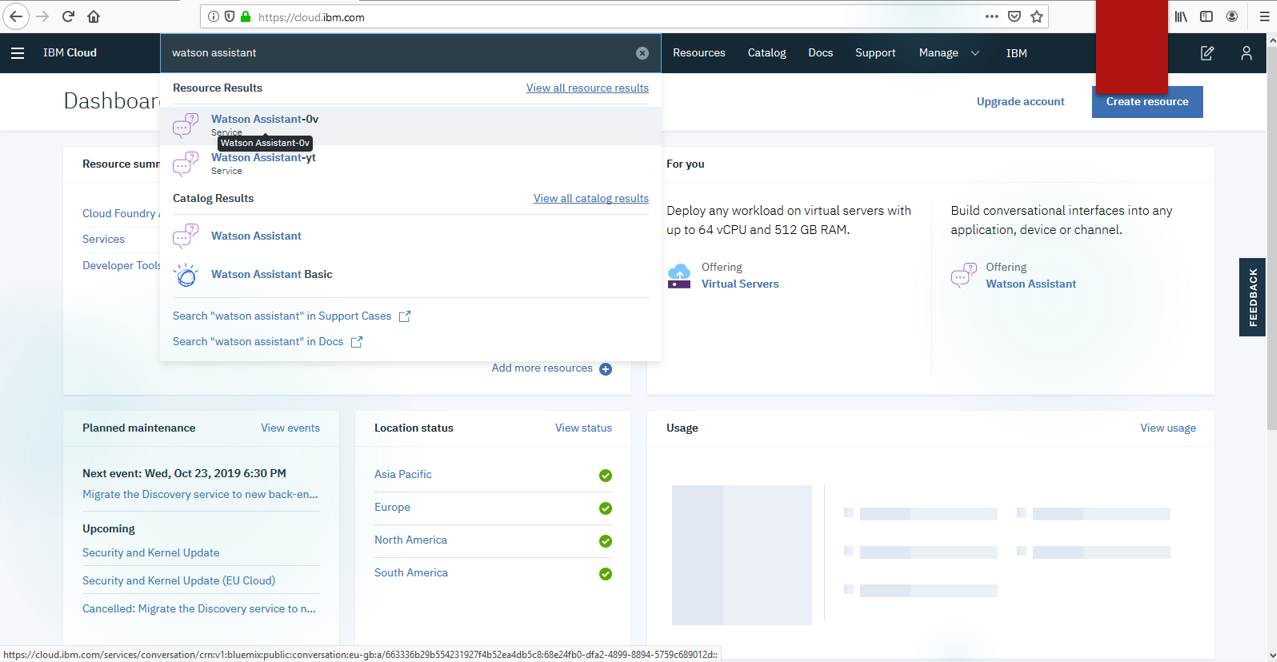 https://cloud.ibm.com
IBM Cloud
watson assistant
Resources
Catalog
Docs
Support
Manage
IBM
Dashboar
Upgrade account
Create resource
Resource Results
View all resource results
Watson Assistant-0v
Service
Watson Assistant-0v
Watson Assistant-yt
Service
Catalog Results
View all catalog results
Watson Assistant
Watson Assistant Basic
Search "watson assistant" in Support Cases
Search "watson assistant" in Docs
Resource summ
Cloud Foundry A
Services
Developer Tools
Add more resources
For you
Deploy any workload on virtual servers with
up to 64 vCPU and 512 GB RAM.
Offering
Virtual Servers
Build conversational interfaces into any
application, device or channel.
Offering
Watson Assistant
FEEDBACK
Planned maintenance
View events
Next event: Wed, Oct 23, 2019 6:30 PM
Migrate the Discovery service to new back-en...
Upcoming
Security and Kernel Update
Security and Kernel Update (EU Cloud)
Cancelled: Migrate the Discovery service to n...
Location status
View status
Asia Pacific
Europe
North America
South America
Usage
View usage
https://cloud.ibm.com/services/conversation/crn:v1:bluemix:public:conversation:eu-gb:a/663336b29b554231927f4b52ea4db5c8:68e24fb0-dfa2-4899-8894-5759c689012d::